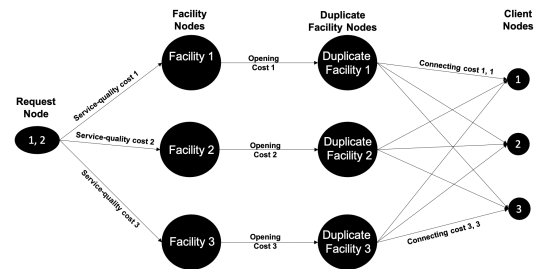 Facility
Nodes
Duplicate
Facility Nodes
Client
Nodes
Request
Node
1, 2
Service-quality cost 1
Service-quality cost 2
Service-quality cost 3
Facility 1
Facility 2
Facility 3
Opening
Cost 1
Opening
Cost 2
Opening
Cost 3
Duplicate
Facility 1
Duplicate
Facility 2
Duplicate
Facility 3
Connecting cost 1, 1
Connecting cost 3, 3
1
2
3